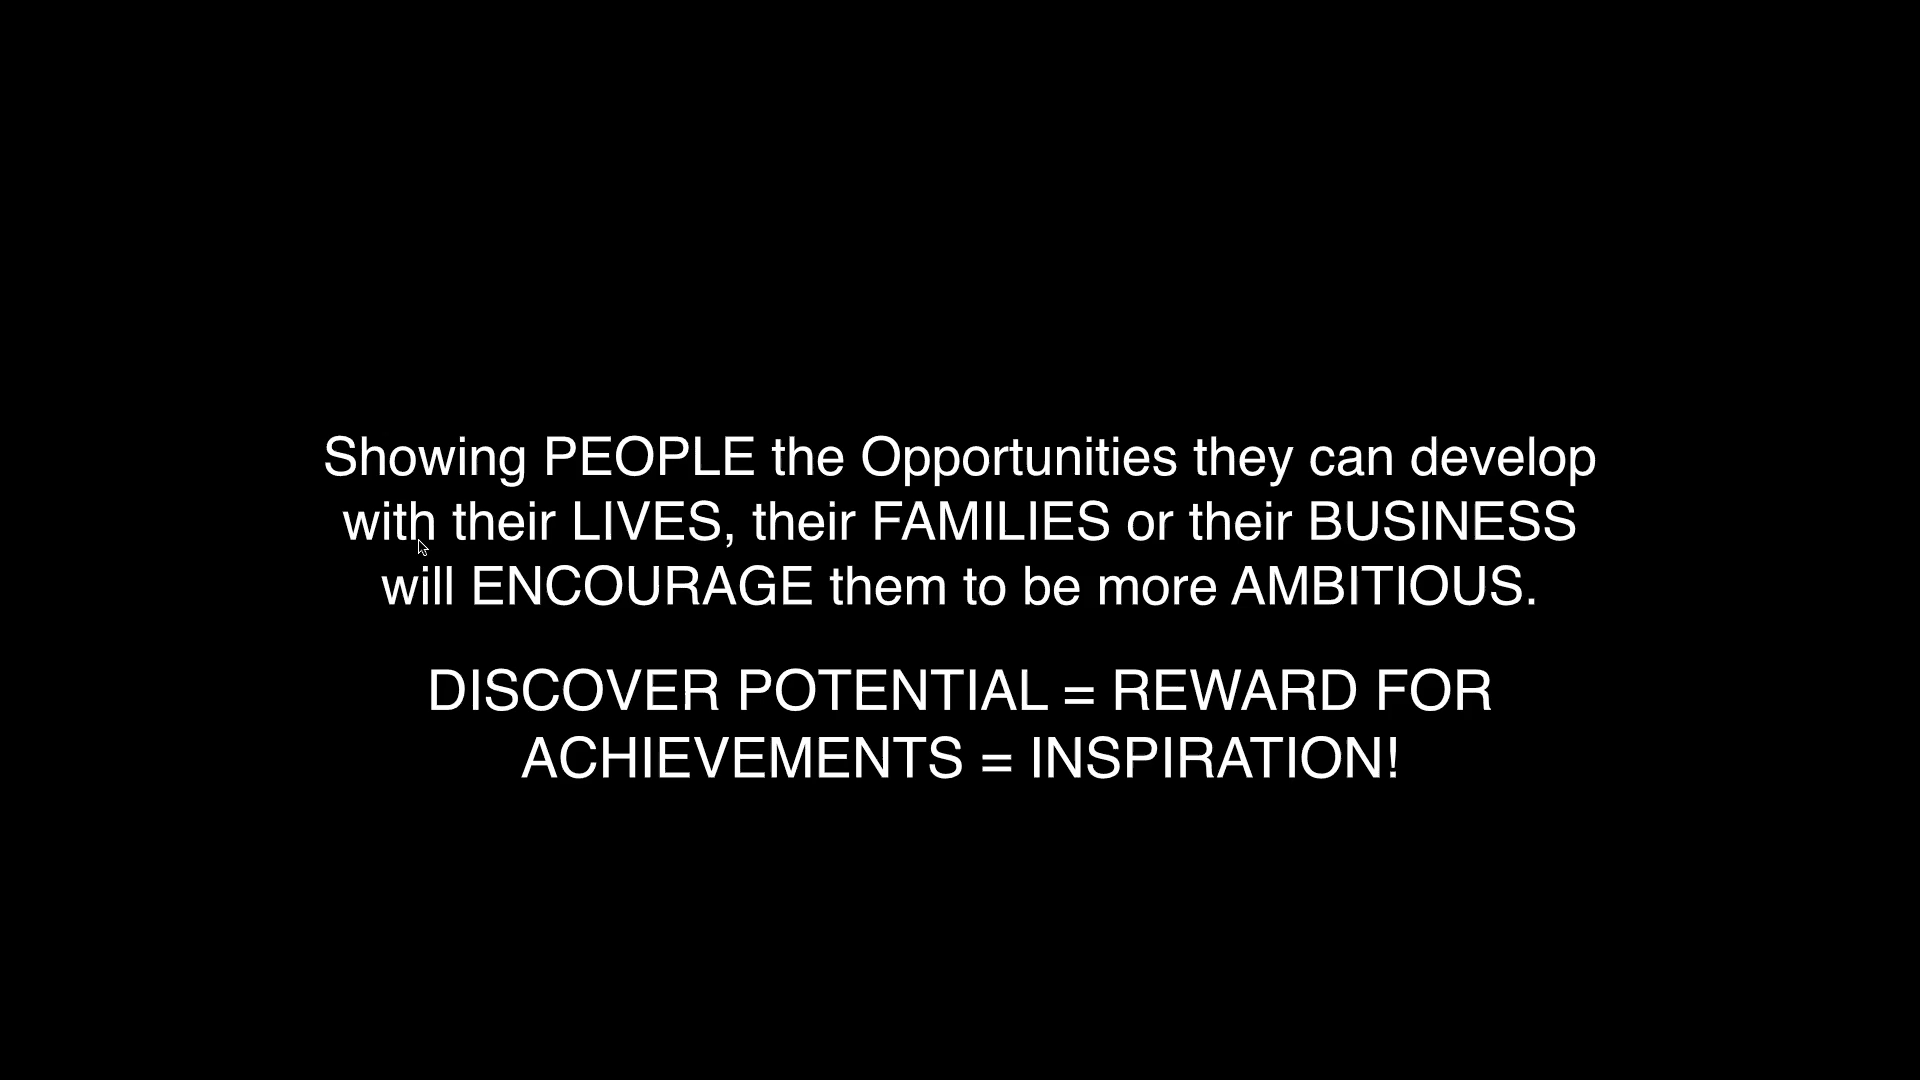 Showing PEOPLE the Opportunities they can develop
with their LIVES, their FAMILIES or their BUSINESS
will ENCOURAGE them to be more AMBITIOUS.
DISCOVER POTENTIAL = REWARD FOR
ACHIEVEMENTS = INSPIRATION!